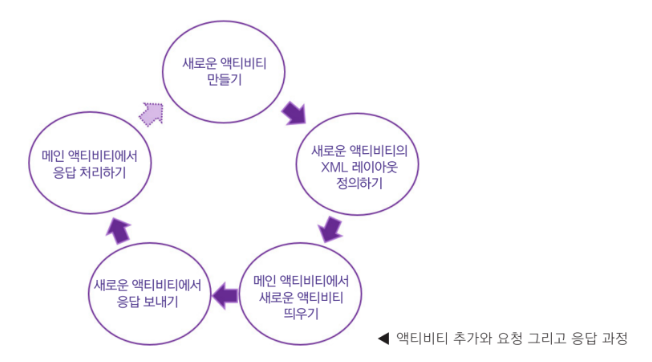 새로운 액티비티
만들기
새로운 액티비티의
XML 레이아웃
정의하기
메인 액티비티에서
새로운 액티비티
띄우기
새로운 액티비티에서
응답 보내기
메인 액티비티에서
응답 처리하기
◀ 액티비티 추가와 요청 그리고 응답 과정